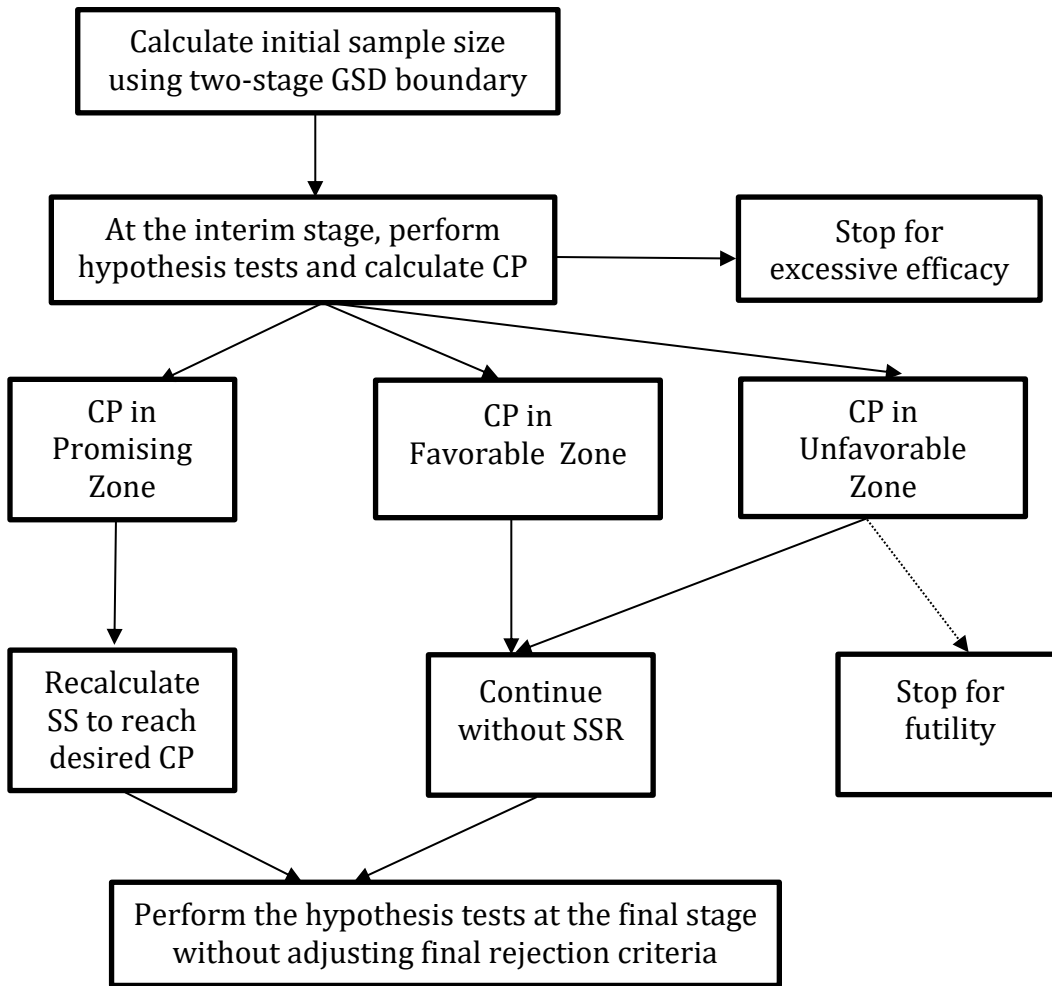 Calculate initial sample size
using two-stage GSD boundary
At the interim stage, perform
hypothesis tests and calculate CP
Stop for
excessive efficacy
CP in
Promising
Zone
CP in
Favorable Zone
CP in
Unfavorable
Zone
Recalculate
SS to reach
desired CP
Continue
without SSR
Stop for
futility
Perform the hypothesis tests at the final stage
without adjusting final rejection criteria